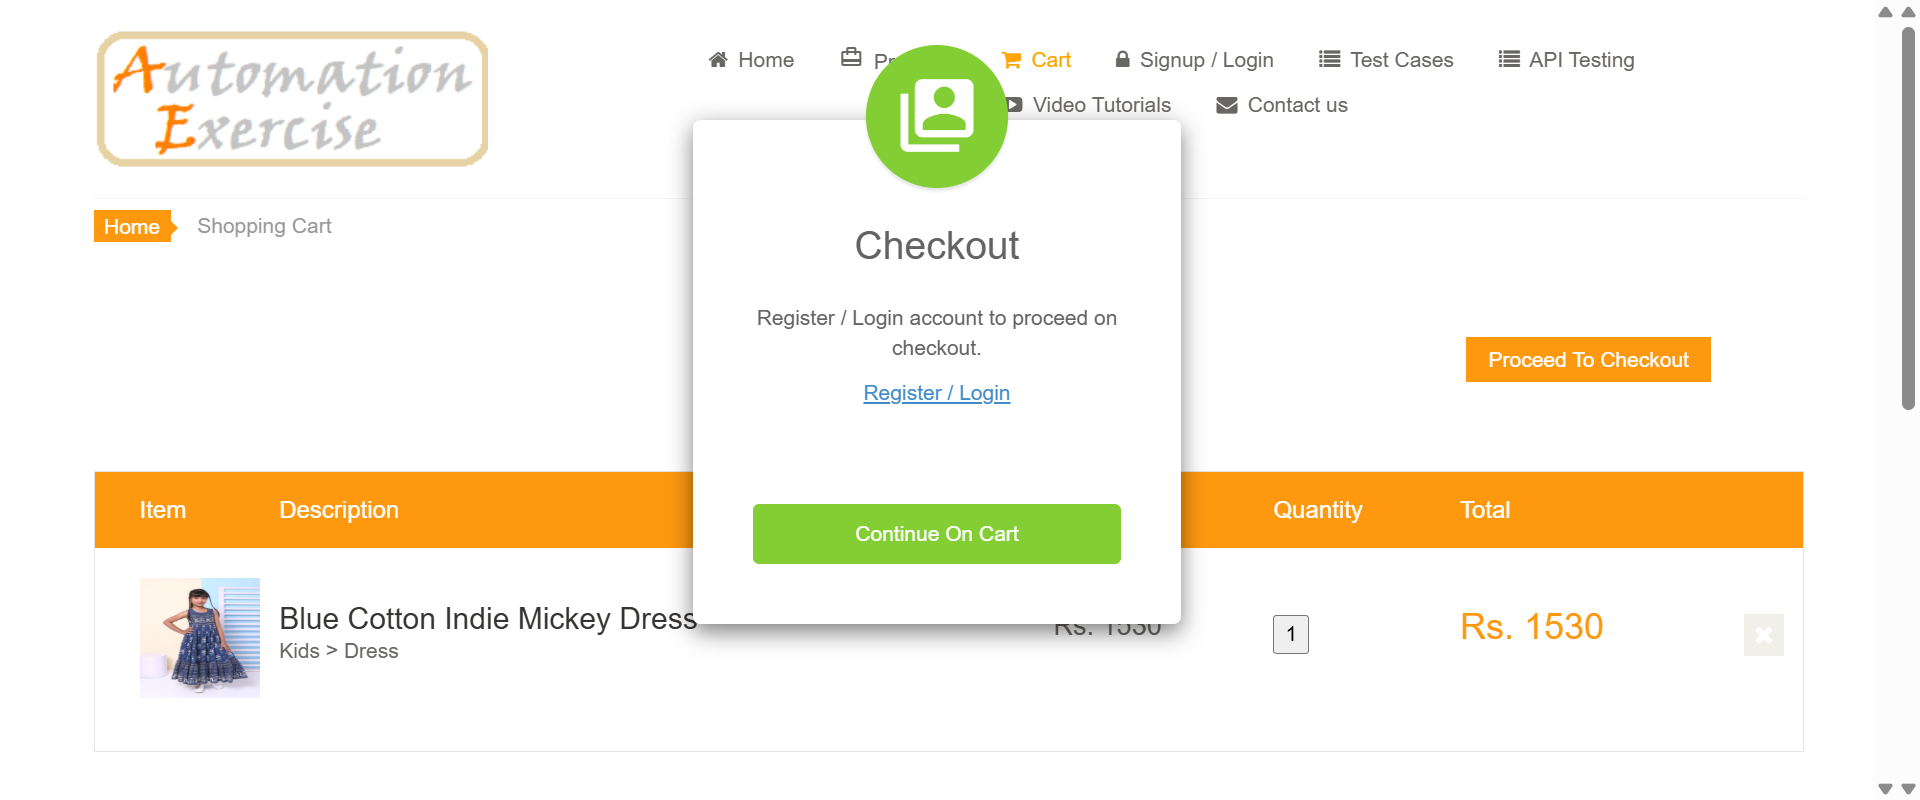 Automation
Exercise
Home
Cart
Signup / Login
Test Cases
API Testing
Video Tutorials
Contact us
Home
Shopping Cart
Checkout
Register / Login account to proceed on
checkout.
Register / Login
Continue On Cart
Proceed To Checkout
Item
Description
Quantity
Total
Blue Cotton Indie Mickey Dress
Kids > Dress
Rs. 1530
1
Rs. 1530